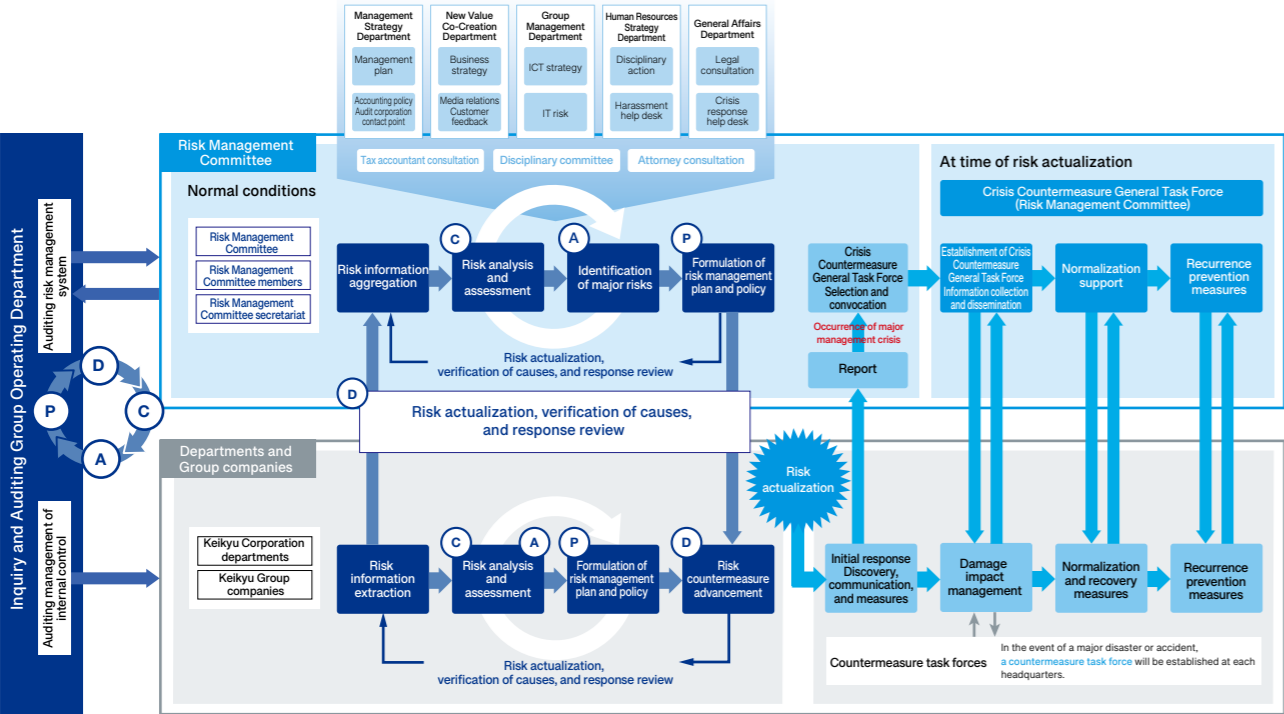 Management
Strategy
Department
Management
plan
Accounting policy
Audit corporation
contact point
New Value
Co-Creation
Department
Business
strategy
Media relations
Customer
feedback
Group
Management
Department
ICT strategy
IT risk
Human Resources
Strategy
Department
Disciplinary
action
Harassment
help desk
General Affairs
Department
Legal
consultation
Crisis
response
help desk
Tax accountant consultation
Disciplinary committee
Attorney consultation
Inquiry and Auditing Group Operating Department
Auditing risk management
system
P
D
C
A
Auditing management of
internal control
Risk Management
Committee
Normal conditions
Risk Management
Committee
Risk Management
Committee members
Risk Management
Committee secretariat
Risk information
aggregation
C
Risk analysis
and
assessment
A
Identification
of major risks
P
Formulation of
risk management
plan and policy
Risk actualization,
verification of causes, and response review
D
Risk actualization, verification of causes,
and response review
Crisis
Countermeasure
General Task Force
Selection and
convocation
Occurrence of major
management crisis
Report
At time of risk actualization
Crisis Countermeasure General Task Force
(Risk Management Committee)
Establishment of Crisis
Countermeasure
General Task Force
Information collection
and dissemination
Normalization
support
Recurrence
prevention
measures
Departments and
Group companies
Keikyu Corporation
departments
Keikyu Group
companies
Risk
information
extraction
C
Risk analysis
and
assessment
A
P
Formulation of
risk management
plan and policy
D
Risk
countermeasure
advancement
Risk actualization,
verification of causes, and response review
Risk
actualization
Initial response
Discovery,
communication,
and measures
Damage
impact
management
Normalization
and recovery
measures
Recurrence
prevention
measures
Countermeasure task forces
In the event of a major disaster or accident,
a countermeasure task force will be established at each
headquarters.